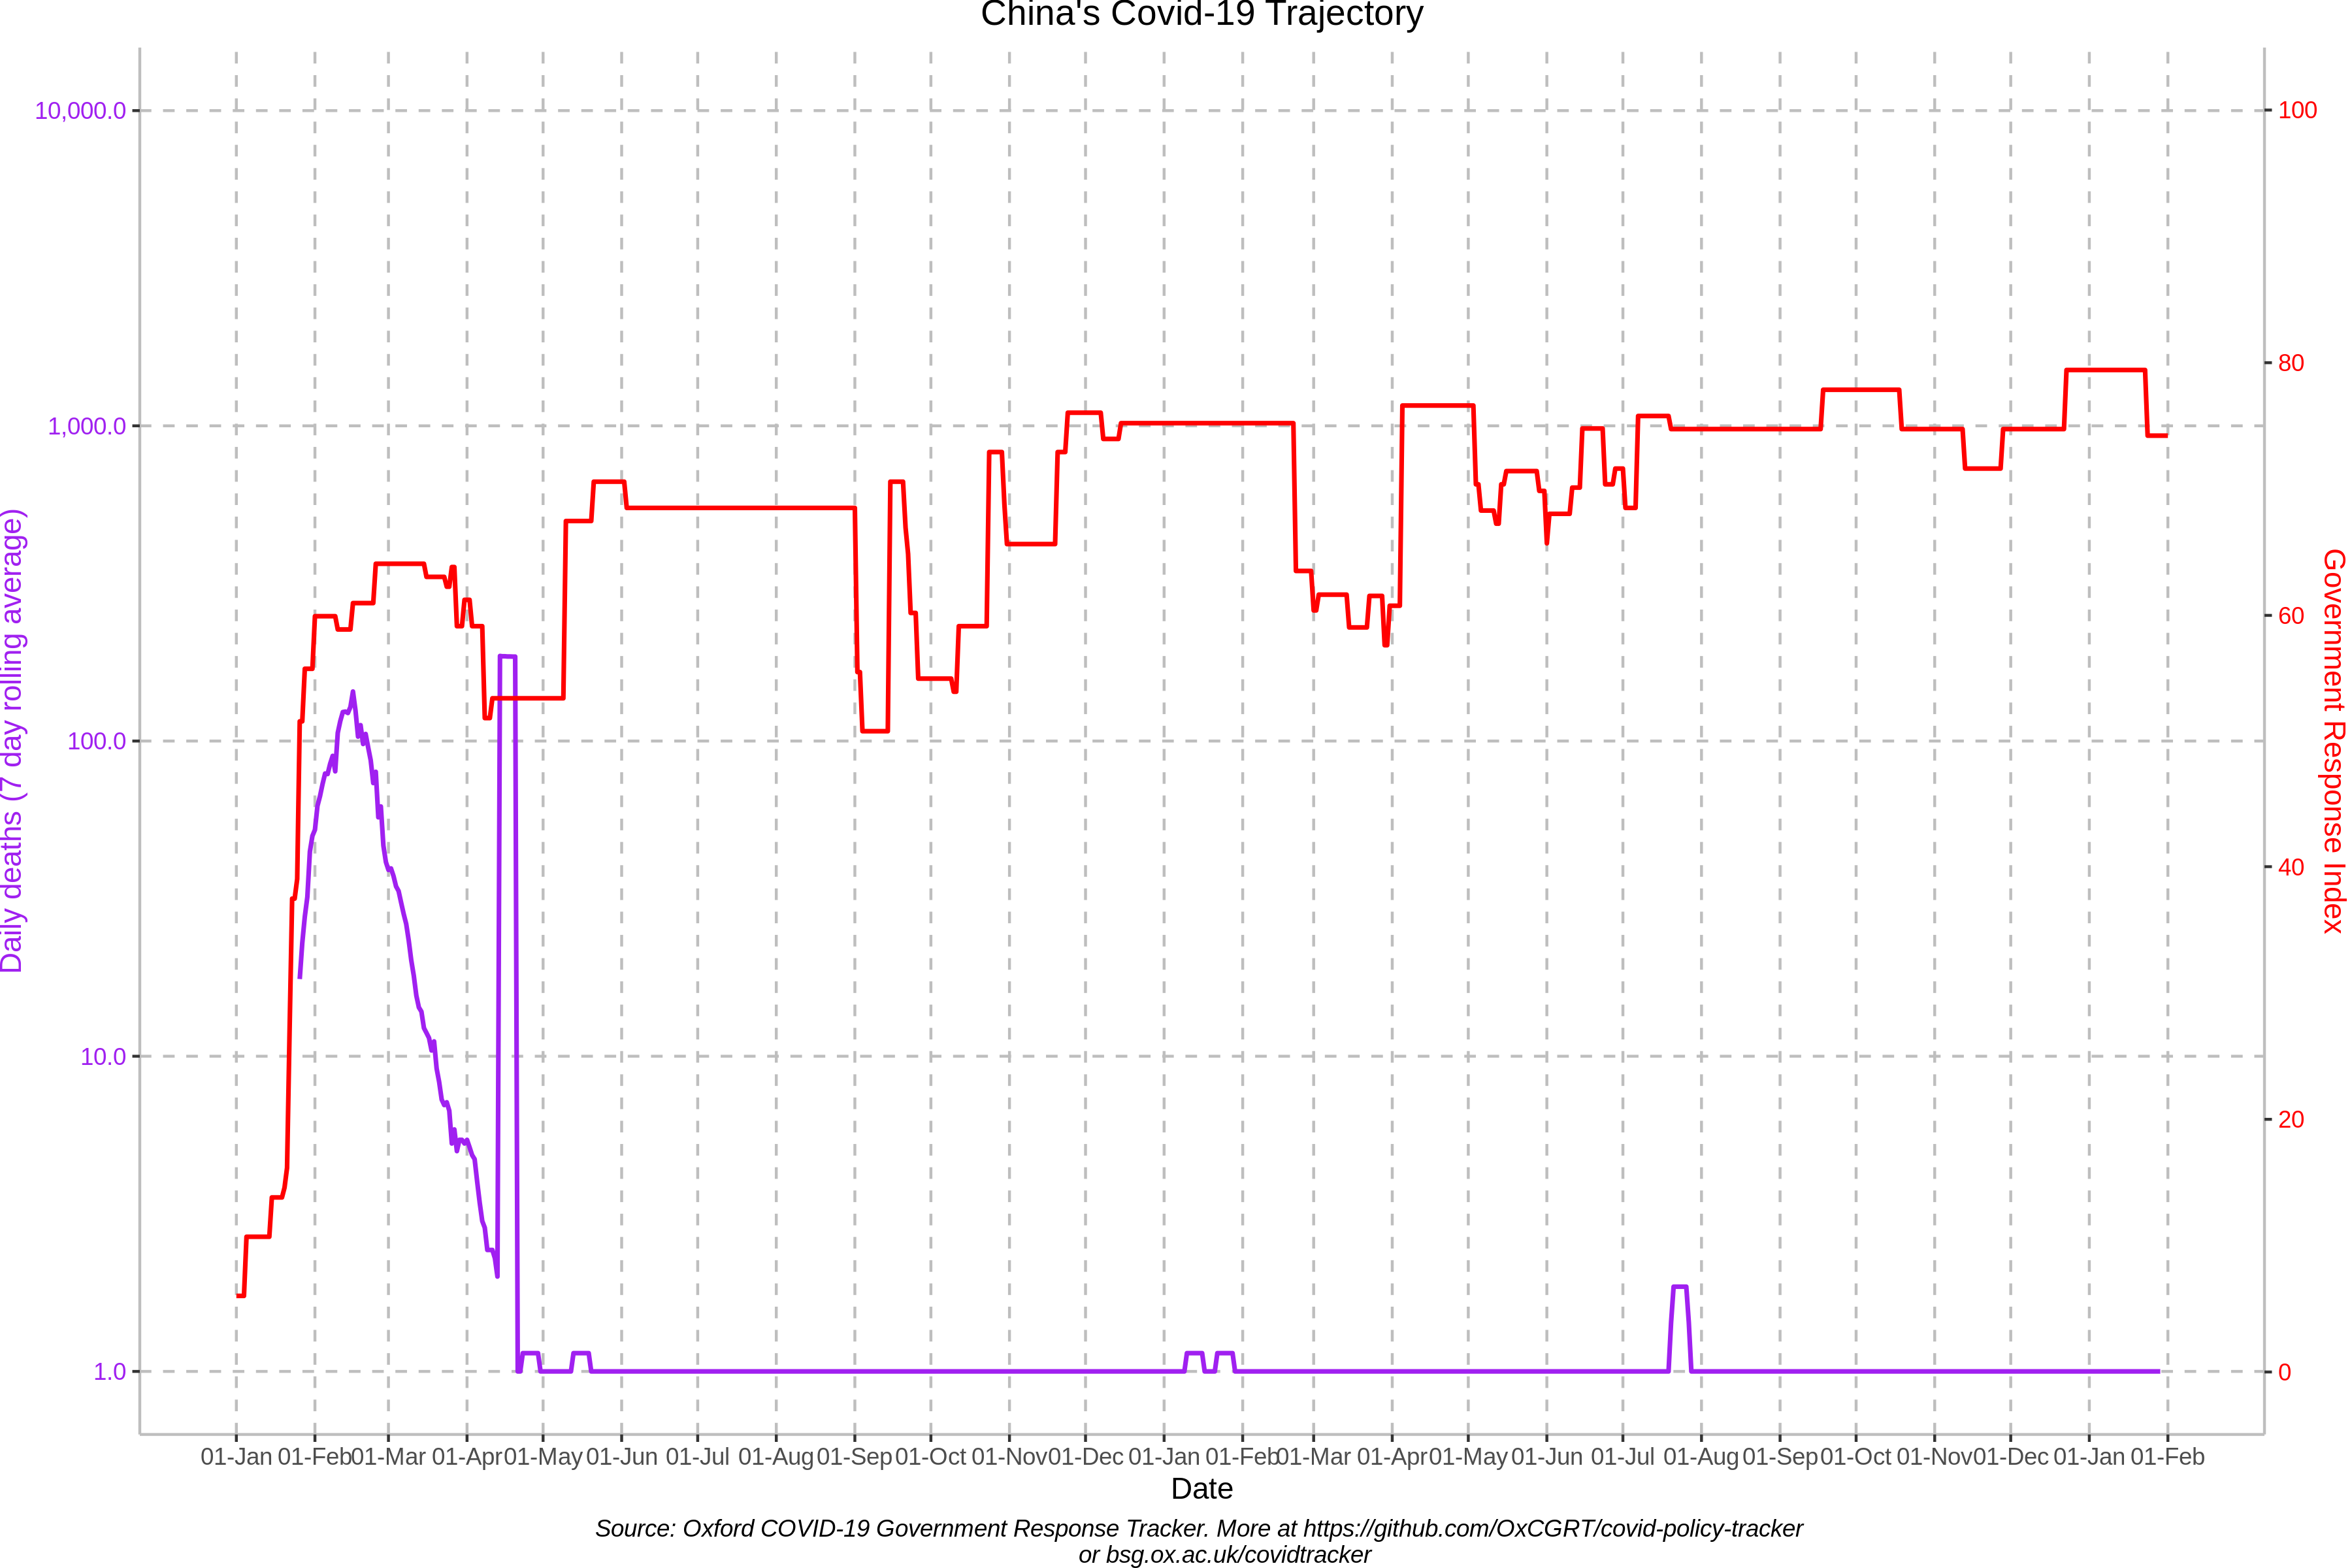 China's Covid-19 Trajectory
10,000.0
1,000.0
100.0
10.0
1.0
Daily deaths (7 day rolling average)
100
80
60
40
20
0
Government Response Index
01-Jan 01-Feb 01-Mar 01-Apr 01-May 01-Jun 01-Jul 01-Aug 01-Sep 01-Oct 01-Nov 01-Dec 01-Jan 01-Feb 01-Mar 01-Apr 01-May 01-Jun 01-Jul 01-Aug 01-Sep 01-Oct 01-Nov 01-Dec 01-Jan 01-Feb
Date
Source: Oxford COVID-19 Government Response Tracker. More at https://github.com/OxCGRT/covid-policy-tracker
or bsg.ox.ac.uk/covidtracker